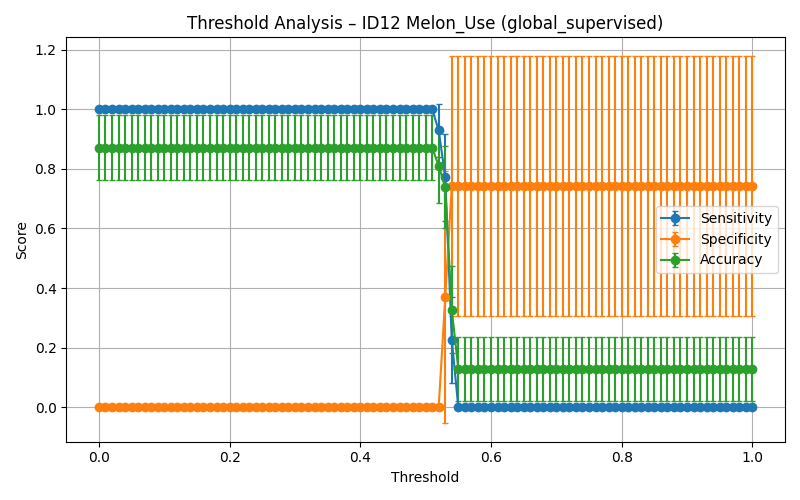 Threshold Analysis – ID12 Melon_Use (global_supervised)
Score
1.2
1.0
0.8
0.6
0.4
0.2
0.0
Sensitivity
Specificity
Accuracy
0.0 0.2 0.4 0.6 0.8 1.0
Threshold